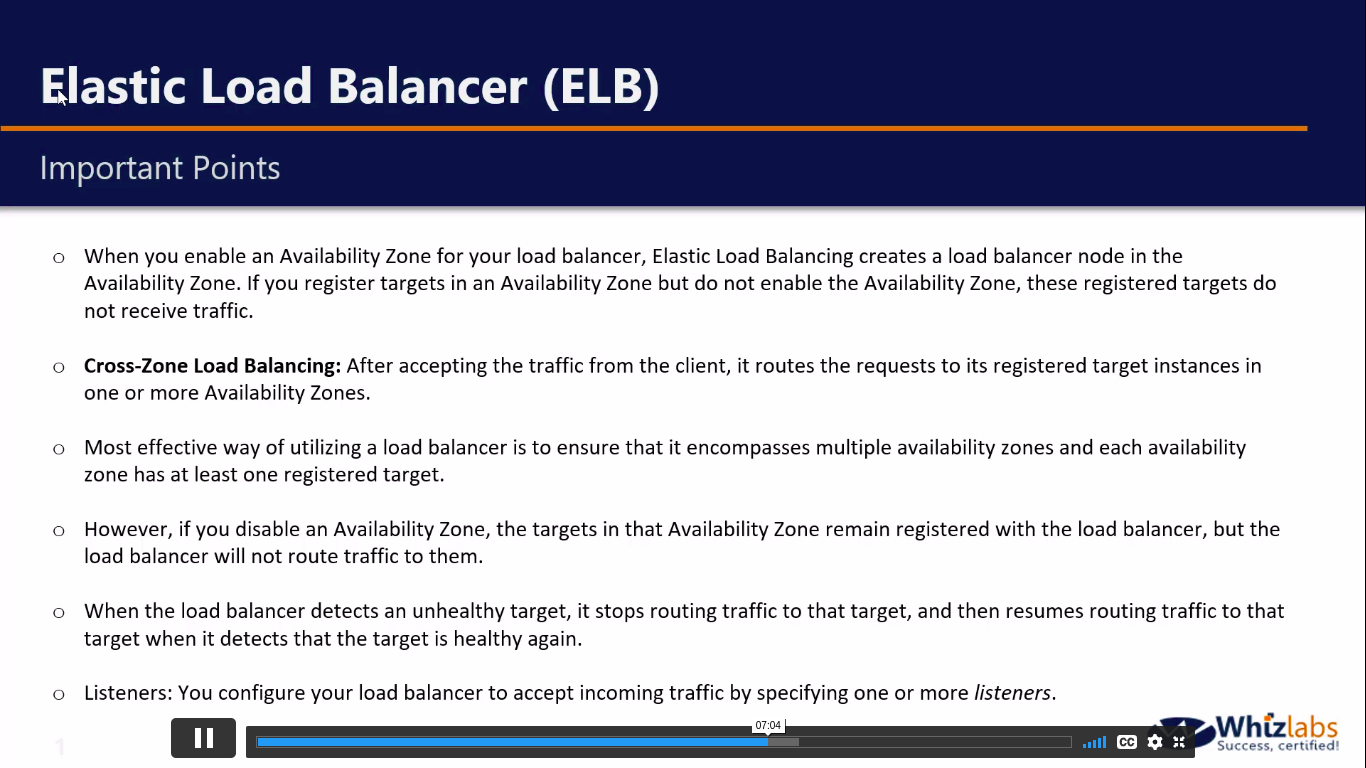 Elastic Load Balancer (ELB)
Important Points
○ When you enable an Availability Zone for your load balancer, Elastic Load Balancing creates a load balancer node in the
Availability Zone. If you register targets in an Availability Zone but do not enable the Availability Zone, these registered targets do
not receive traffic.
○ Cross-Zone Load Balancing: After accepting the traffic from the client, it routes the requests to its registered target instances in
one or more Availability Zones.
○ Most effective way of utilizing a load balancer is to ensure that it encompasses multiple availability zones and each availability
zone has at least one registered target.
○ However, if you disable an Availability Zone, the targets in that Availability Zone remain registered with the load balancer, but the
load balancer will not route traffic to them.
○ When the load balancer detects an unhealthy target, it stops routing traffic to that target, and then resumes routing traffic to that
target when it detects that the target is healthy again.
○ Listeners: You configure your load balancer to accept incoming traffic by specifying one or more listeners.
07:04
1
CC
Whizlabs
Success, certified!